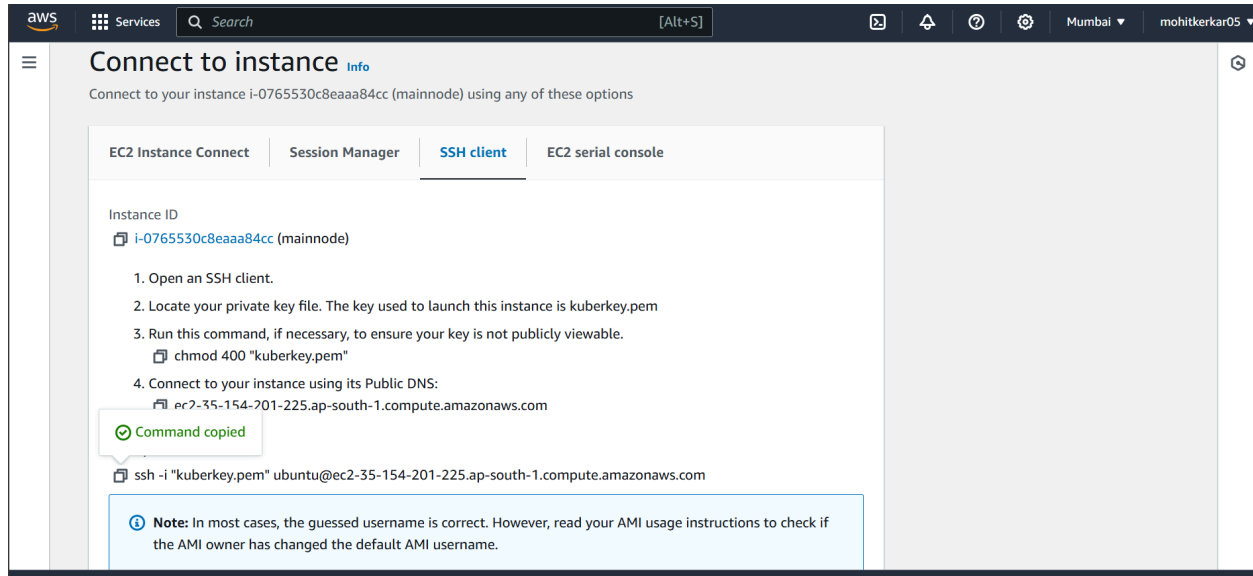 aws Services Search [Alt+S] Mumbai mohitkerkar05
Connect to instance Info
Connect to your instance i-0765530c8eaaa84cc (mainnode) using any of these options
EC2 Instance Connect Session Manager SSH client EC2 serial console
Instance ID
i-0765530c8eaaa84cc (mainnode)
1. Open an SSH client.
2. Locate your private key file. The key used to launch this instance is kuberkey.pem
3. Run this command, if necessary, to ensure your key is not publicly viewable.
chmod 400 "kuberkey.pem"
4. Connect to your instance using its Public DNS:
ec2-35-154-201-225.ap-south-1.compute.amazonaws.com
Command copied
ssh -i "kuberkey.pem" ubuntu@ec2-35-154-201-225.ap-south-1.compute.amazonaws.com
Note: In most cases, the guessed username is correct. However, read your AMI usage instructions to check if
the AMI owner has changed the default AMI username.